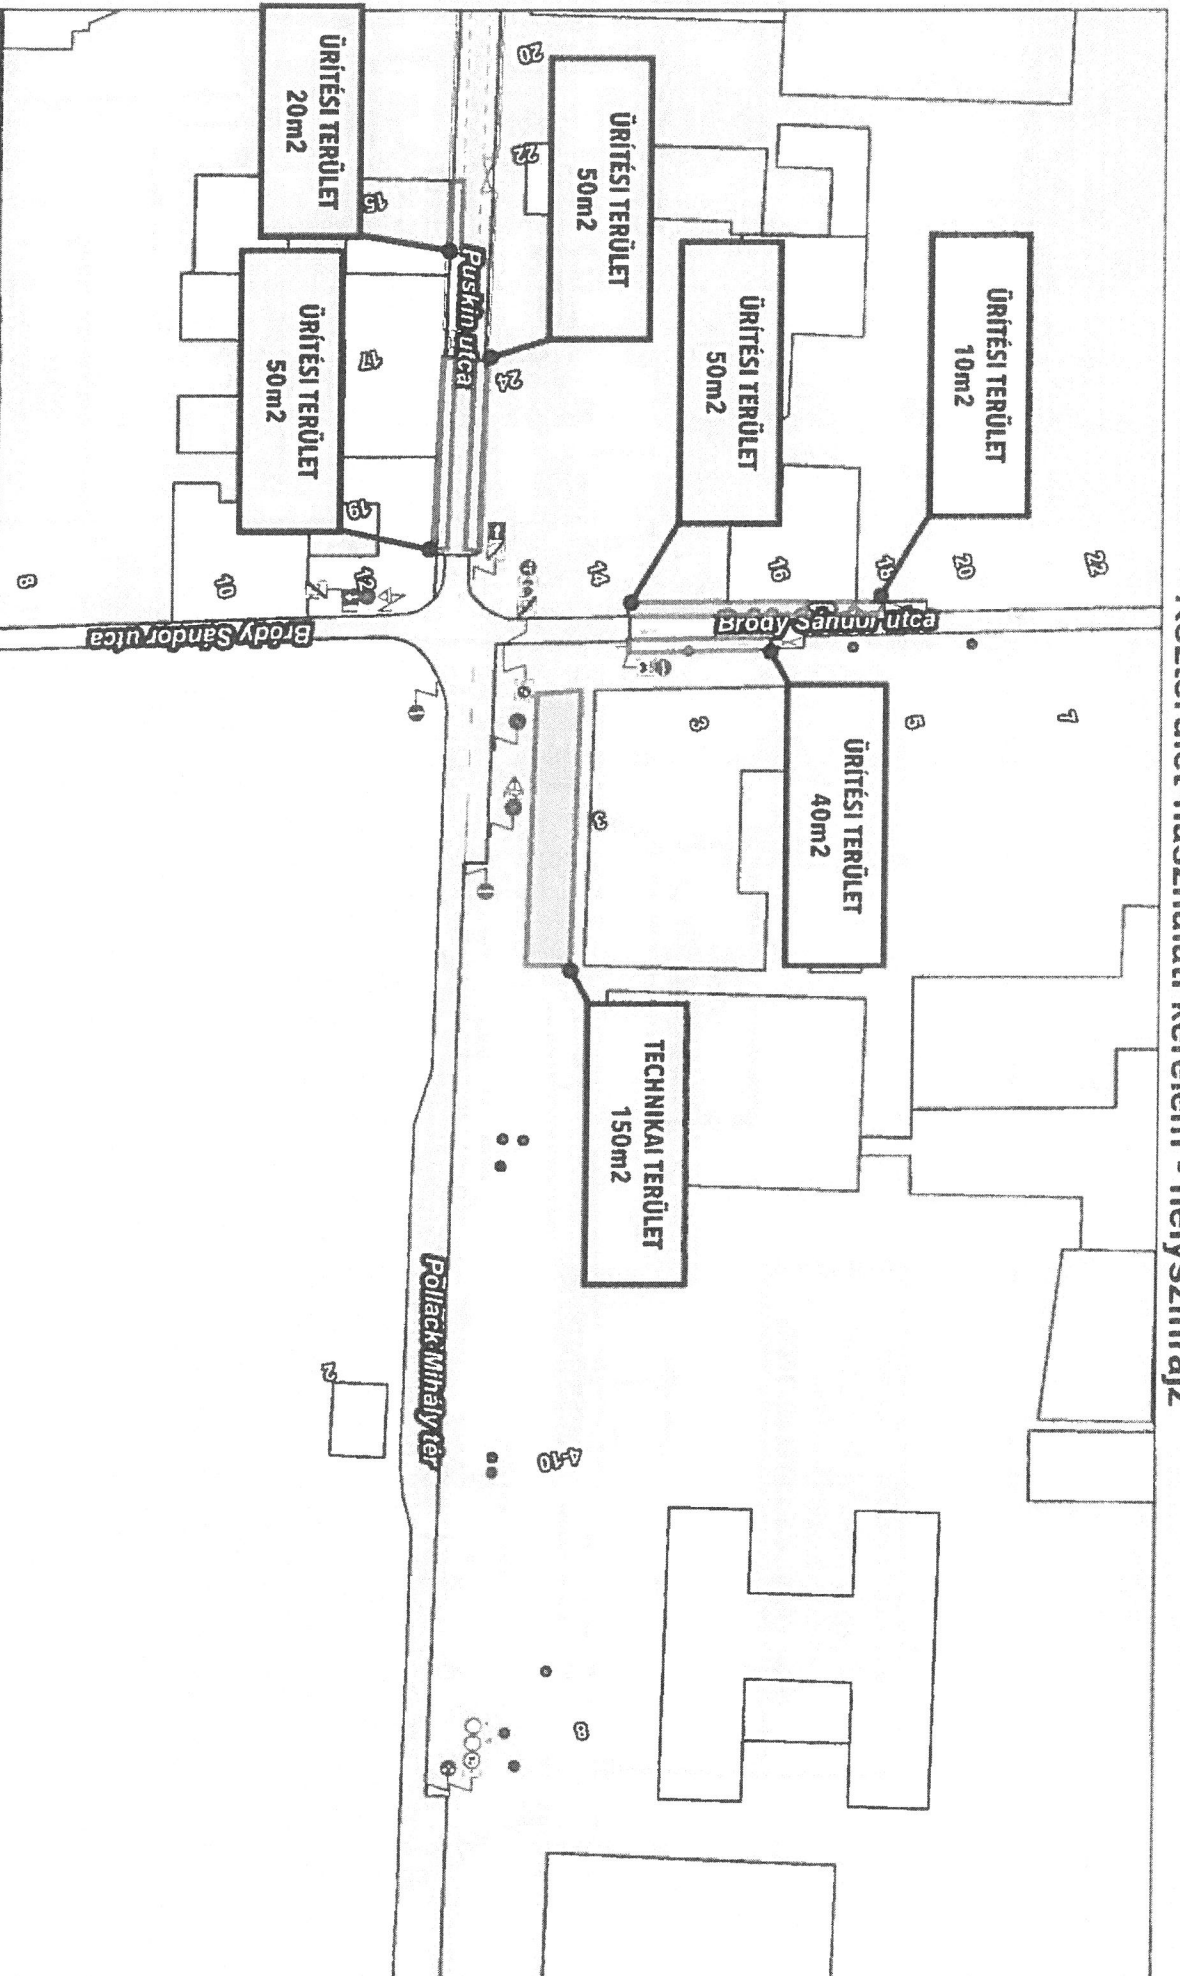 Közterület használati kérelem - helyszínrajz
22
7
ÜRÍTÉSI TERÜLET
10m2
20
18
5
Bródy Sándor utca
ÜRÍTÉSI TERÜLET
40m2
16
ÜRÍTÉSI TERÜLET
50m2
3
TECHNIKAI TERÜLET
150m2
ÜRÍTÉSI TERÜLET
50m2
14
3
8
4-10
20
22
24
Puskin utca
Pollack Mihály tér
15
17
19
12
2
ÜRÍTÉSI TERÜLET
20m2
ÜRÍTÉSI TERÜLET
50m2
10
Bródy Sándor utca
8